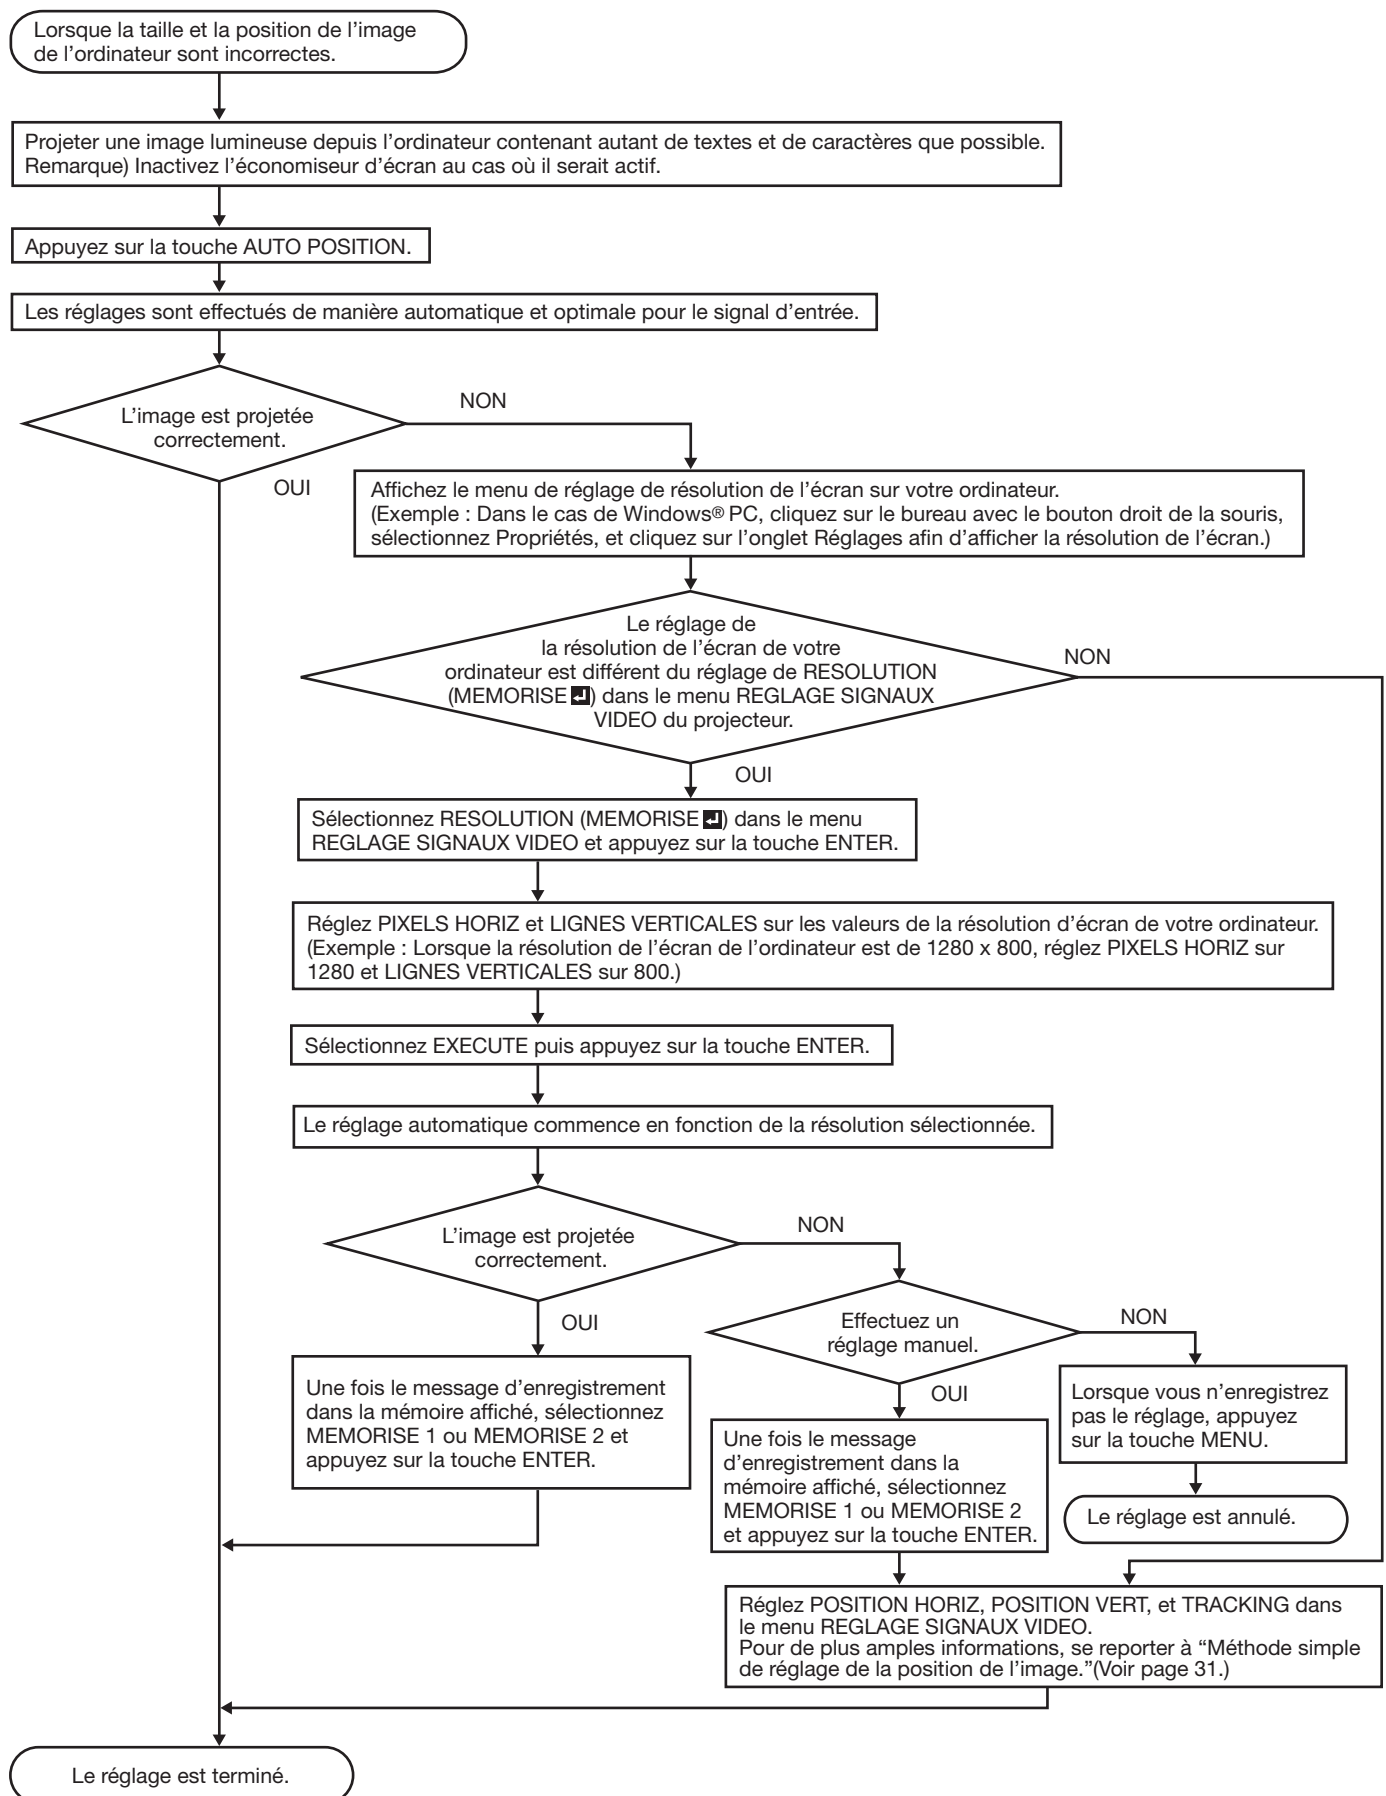 Lorsque la taille et la position de l’image
de l’ordinateur sont incorrectes.
Projeter une image lumineuse depuis l’ordinateur contenant autant de textes et de caractères que possible.
Remarque) Inactivez l’économiseur d’écran au cas où il serait actif.
Appuyez sur la touche AUTO POSITION.
Les réglages sont effectués de manière automatique et optimale pour le signal d’entrée.
L’image est projetée
correctement.
NON
OUI
Affichez le menu de réglage de résolution de l’écran sur votre ordinateur.
(Exemple : Dans le cas de Windows® PC, cliquez sur le bureau avec le bouton droit de la souris,
sélectionnez Propriétés, et cliquez sur l’onglet Réglages afin d’afficher la résolution de l’écran.)
Le réglage de
la résolution de l’écran de votre
ordinateur est différent du réglage de RESOLUTION
(MEMORISE ↵) dans le menu REGLAGE SIGNAUX
VIDEO du projecteur.
NON
OUI
Sélectionnez RESOLUTION (MEMORISE ↵) dans le menu
REGLAGE SIGNAUX VIDEO et appuyez sur la touche ENTER.
Réglez PIXELS HORIZ et LIGNES VERTICALES sur les valeurs de la résolution d’écran de votre ordinateur.
(Exemple : Lorsque la résolution de l’écran de l’ordinateur est de 1280 x 800, réglez PIXELS HORIZ sur
1280 et LIGNES VERTICALES sur 800.)
Sélectionnez EXECUTE puis appuyez sur la touche ENTER.
Le réglage automatique commence en fonction de la résolution sélectionnée.
L’image est projetée
correctement.
NON
OUI
Effectuez un
réglage manuel.
NON
OUI
Une fois le message d’enregistrement
dans la mémoire affiché, sélectionnez
MEMORISE 1 ou MEMORISE 2 et
appuyez sur la touche ENTER.
Une fois le message
d’enregistrement dans la
mémoire affiché, sélectionnez
MEMORISE 1 ou MEMORISE 2
et appuyez sur la touche ENTER.
Lorsque vous n’enregistrez
pas le réglage, appuyez
sur la touche MENU.
Le réglage est annulé.
Réglez POSITION HORIZ, POSITION VERT, et TRACKING dans
le menu REGLAGE SIGNAUX VIDEO.
Pour de plus amples informations, se reporter à “Méthode simple
de réglage de la position de l’image.”(Voir page 31.)
Le réglage est terminé.